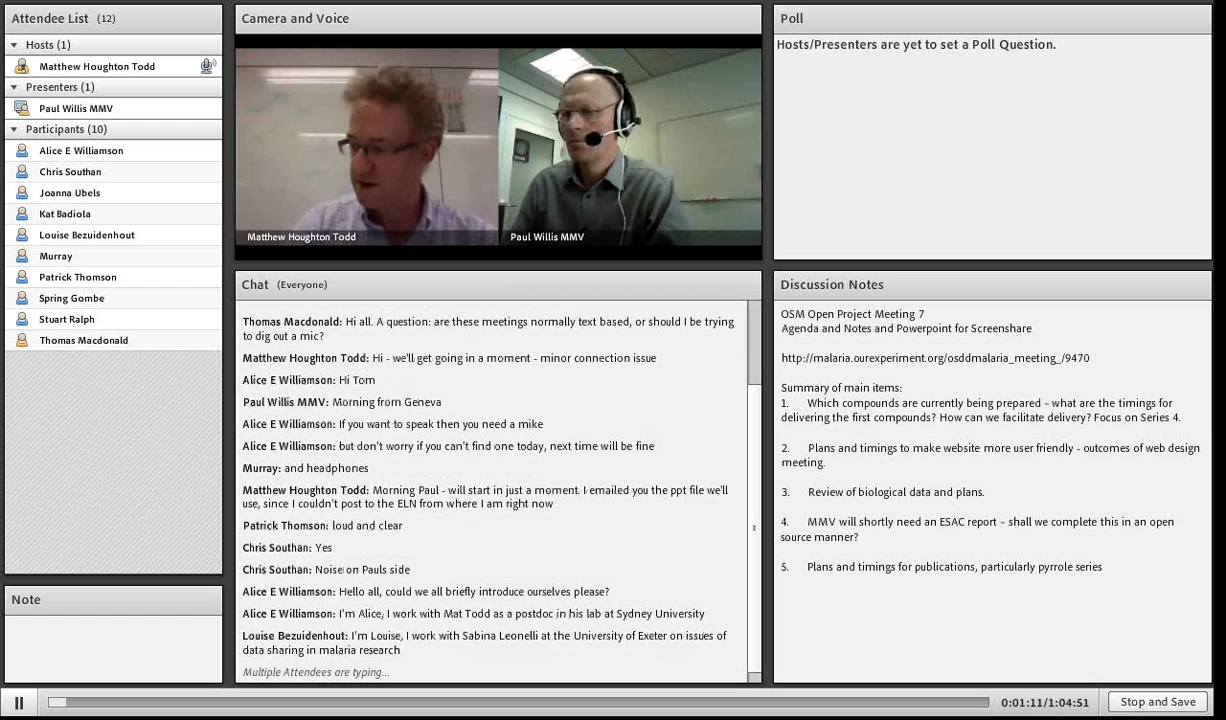 Attendee List (12)
Hosts (1)
Matthew Houghton Todd
Presenters (1)
Paul Willis MMV
Participants (10)
Alice E Williamson
Chris Southan
Joanna Ubels
Kat Badiola
Louise Bezuidenhout
Murray
Patrick Thomson
Spring Gombe
Stuart Ralph
Thomas Macdonald
Note
Camera and Voice
Matthew Houghton Todd
Paul Willis MMV
Chat (Everyone)
Thomas Macdonald: Hi all. A question: are these meetings normally text based, or should I be trying
to dig out a mic?
Matthew Houghton Todd: Hi - we'll get going in a moment - minor connection issue
Alice E Williamson: Hi Tom
Paul Willis MMV: Morning from Geneva
Alice E Williamson: If you want to speak then you need a mike
Alice E Williamson: but don't worry if you can't find one today, next time will be fine
Murray: and headphones
Matthew Houghton Todd: Morning Paul - will start in just a moment. I emailed you the ppt file we'll
use, since I couldn't post to the ELN from where I am right now
Patrick Thomson: loud and clear
Chris Southan: Yes
Chris Southan: Noise on Pauls side
Alice E Williamson: Hello all, could we all briefly introduce ourselves please?
Alice E Williamson: I'm Alice, I work with Mat Todd as a postdoc in his lab at Sydney University
Louise Bezuidenhout: I'm Louise, I work with Sabina Leonelli at the University of Exeter on issues of
data sharing in malaria research
Multiple Attendees are typing...
Poll
Hosts/Presenters are yet to set a Poll Question.
Discussion Notes
OSM Open Project Meeting 7
Agenda and Notes and Powerpoint for Screenshare
http://malaria.ourexperiment.org/osddmalaria_meeting_/9470
Summary of main items:
1. Which compounds are currently being prepared – what are the timings for
delivering the first compounds? How can we facilitate delivery? Focus on Series 4.
2. Plans and timings to make website more user friendly - outcomes of web design
meeting.
3. Review of biological data and plans.
4. MMV will shortly need an ESAC report – shall we complete this in an open
source manner?
5. Plans and timings for publications, particularly pyrrole series
0:01:11/1:04:51
Stop and Save